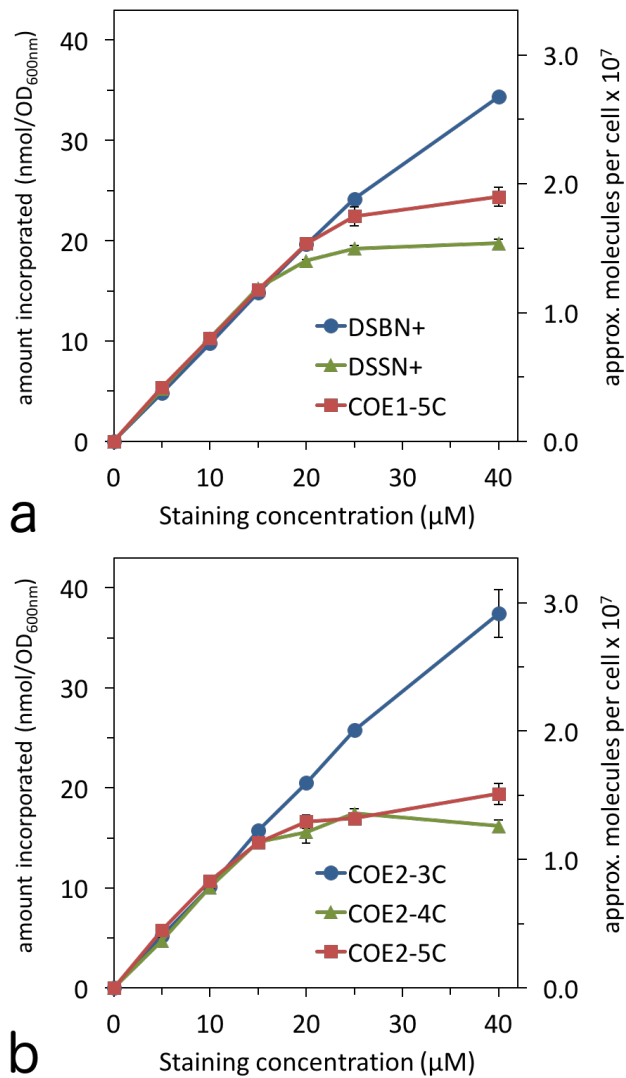 40
30
20
10
0
amount incorporated (nmol/OD600nm)
3.0
2.0
1.0
0.0
approx. molecules per cell x 10⁷
DSBN+
DSSN+
COE1-5C
0 10 20 30 40
Staining concentration (µM)
a
40
30
20
10
0
amount incorporated (nmol/OD600nm)
3.0
2.0
1.0
0.0
approx. molecules per cell x 10⁷
COE2-3C
COE2-4C
COE2-5C
0 10 20 30 40
Staining concentration (µM)
b